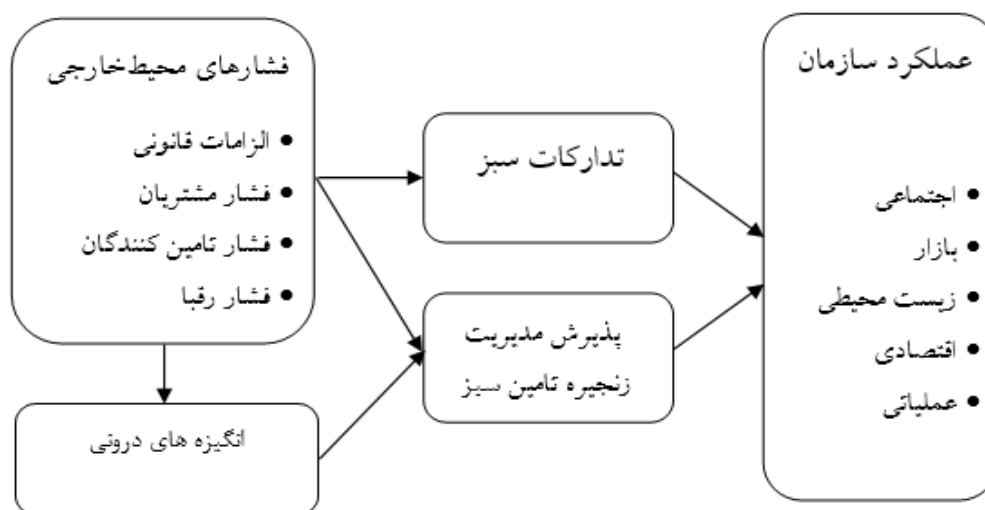 فشارهای محیط‌خارجی
• الزامات قانونی
• فشار مشتریان
• فشار تامین کنندگان
• فشار رقبا
انگیزه های درونی
تدارکات سبز
پذیرش مدیریت
زنجیره تامین سبز
عملکرد سازمان
• اجتماعی
• بازار
• زیست محیطی
• اقتصادی
• عملیاتی